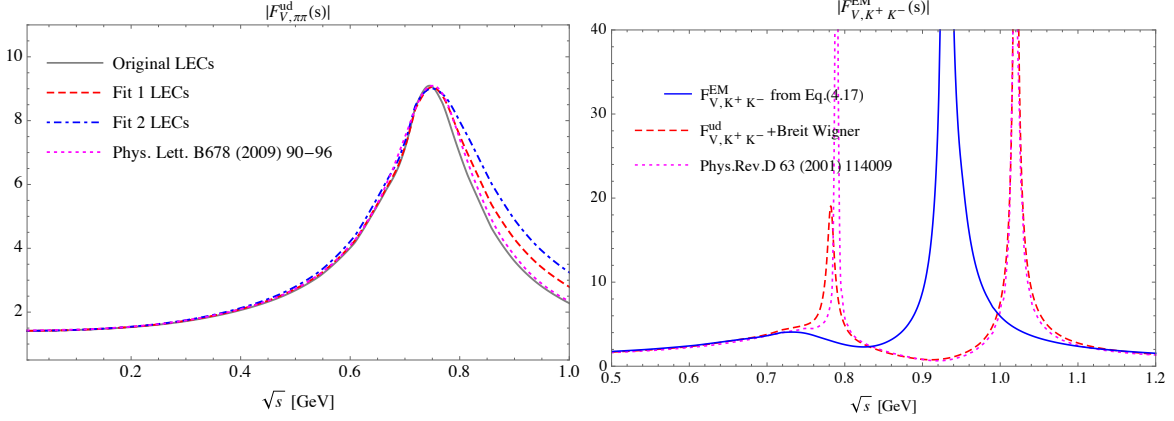 |F^{ud}_{V,ππ}(s)|
10
8
6
4
2
Original LECs
Fit 1 LECs
Fit 2 LECs
Phys. Lett. B678 (2009) 90−96
0.2 0.4 0.6 0.8 1.0
√s [GeV]
|F^{EM}_{V,K^+ K^-}(s)|
40
30
20
10
0
F^{EM}_{V,K^+ K^-} from Eq.(4.17)
F^{ud}_{V,K^+ K^-}+Breit Wigner
Phys.Rev.D 63 (2001) 114009
0.5 0.6 0.7 0.8 0.9 1.0 1.1 1.2
√s [GeV]